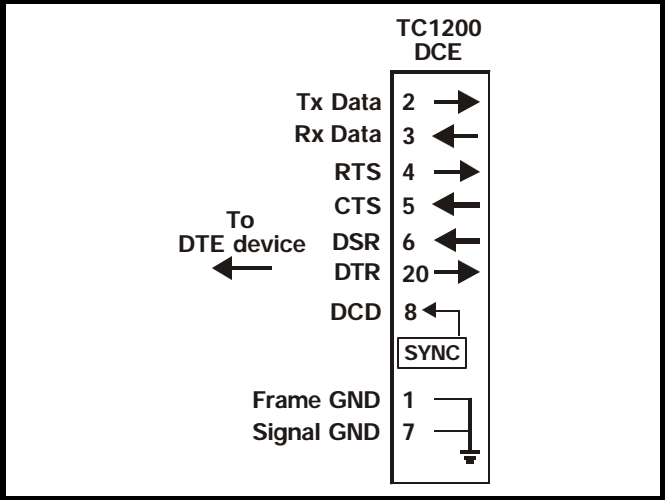 TC1200
DCE
Tx Data 2
Rx Data 3
RTS 4
CTS 5
To
DTE device
DSR 6
DTR 20
DCD 8
SYNC
Frame GND 1
Signal GND 7